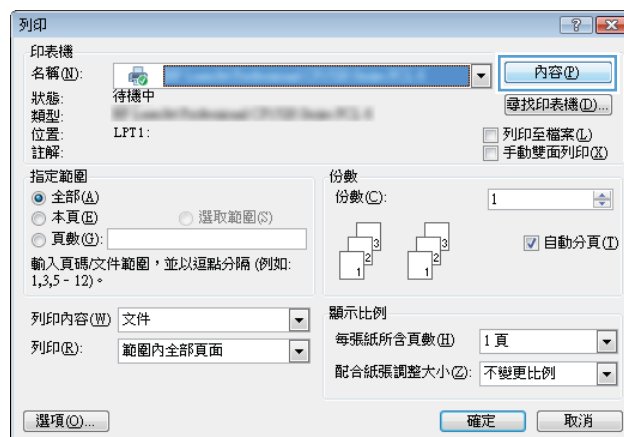 列印
印表機
名稱(N):
內容(P)
狀態: 待機中
尋找印表機(D)...
類型:
位置: LPT1:
列印至檔案(L)
註解:
手動雙面列印(X)
指定範圍
全部(A)
本頁(E) 選取範圍(S)
頁數(G):
輸入頁碼/文件範圍，並以逗點分隔 (例如:
1,3,5 - 12)。
份數
份數(C): 1
3 3
2 2
1 1
自動分頁(T)
列印內容(W) 文件
列印(R): 範圍內全部頁面
顯示比例
每張紙所含頁數(H) 1 頁
配合紙張調整大小(Z): 不變更比例
選項(O)...
確定 取消